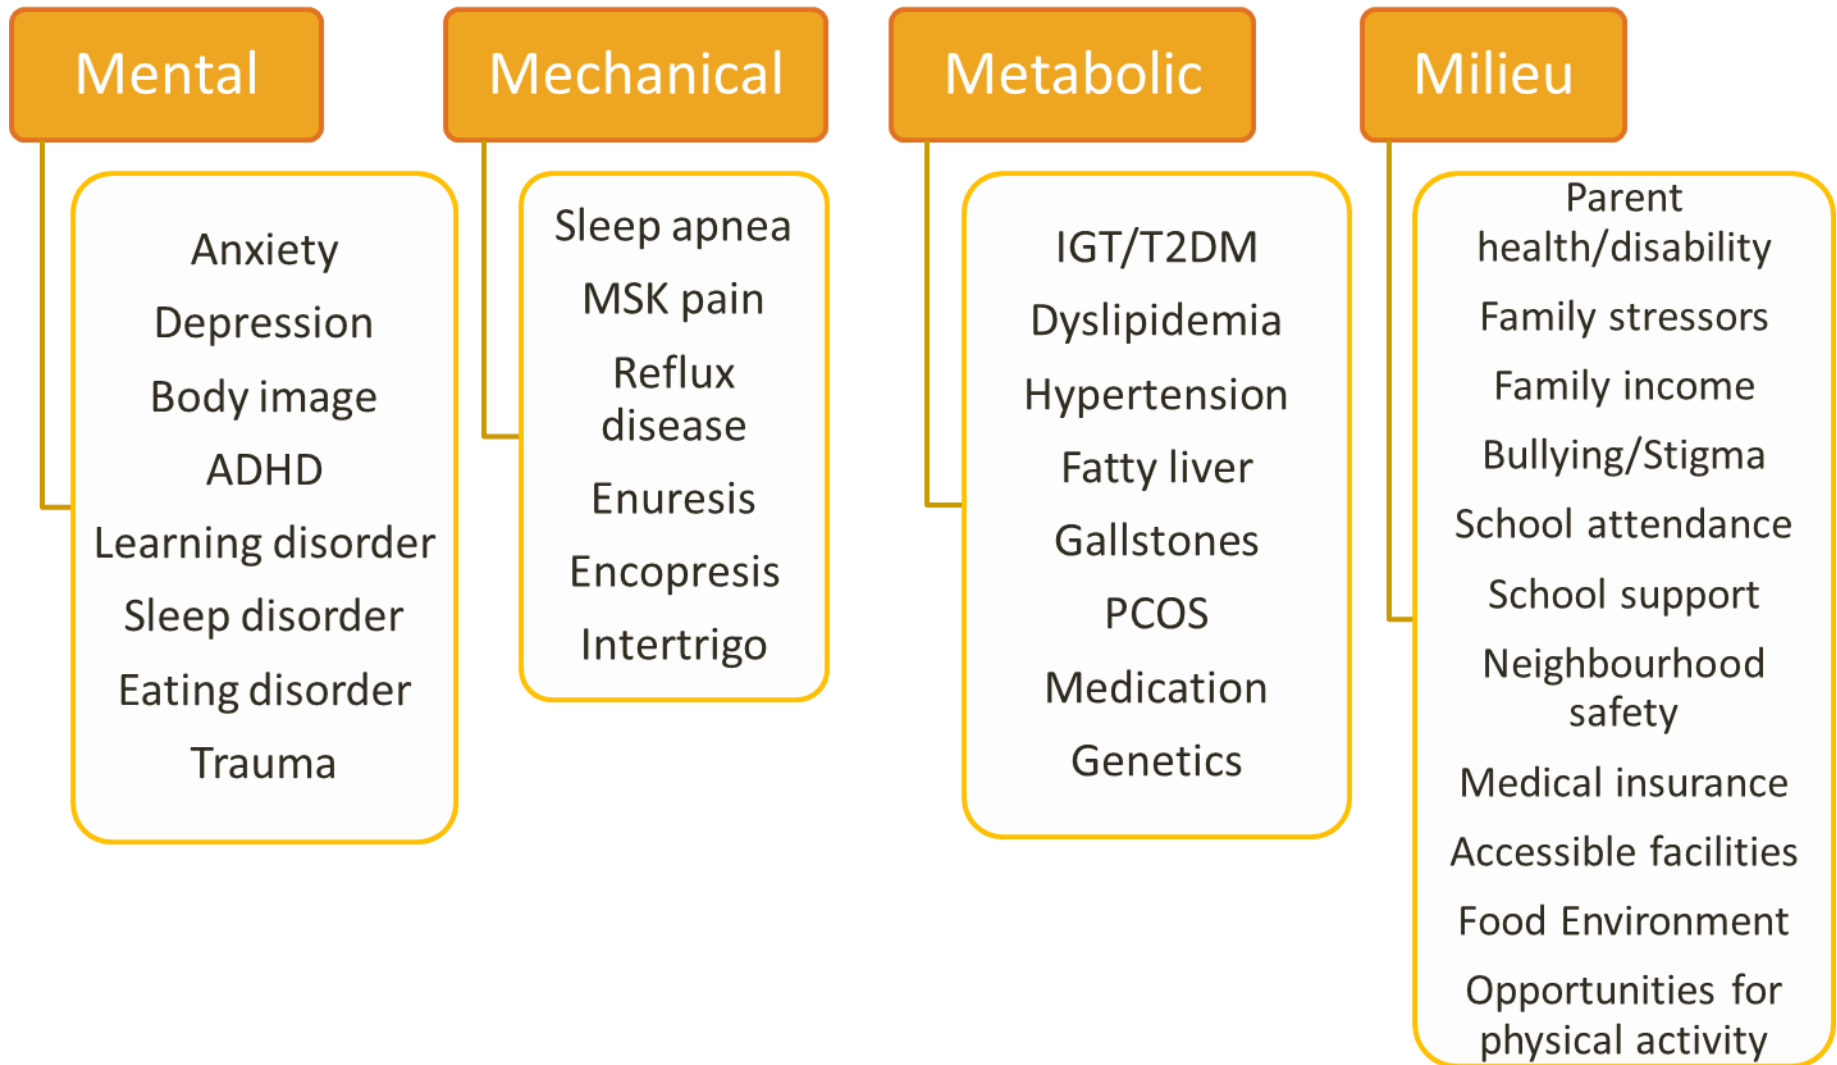 Mental
Anxiety
Depression
Body image
ADHD
Learning disorder
Sleep disorder
Eating disorder
Trauma
Mechanical
Sleep apnea
MSK pain
Reflux
disease
Enuresis
Encopresis
Intertrigo
Metabolic
IGT/T2DM
Dyslipidemia
Hypertension
Fatty liver
Gallstones
PCOS
Medication
Genetics
Milieu
Parent
health/disability
Family stressors
Family income
Bullying/Stigma
School attendance
School support
Neighbourhood
safety
Medical insurance
Accessible facilities
Food Environment
Opportunities for
physical activity